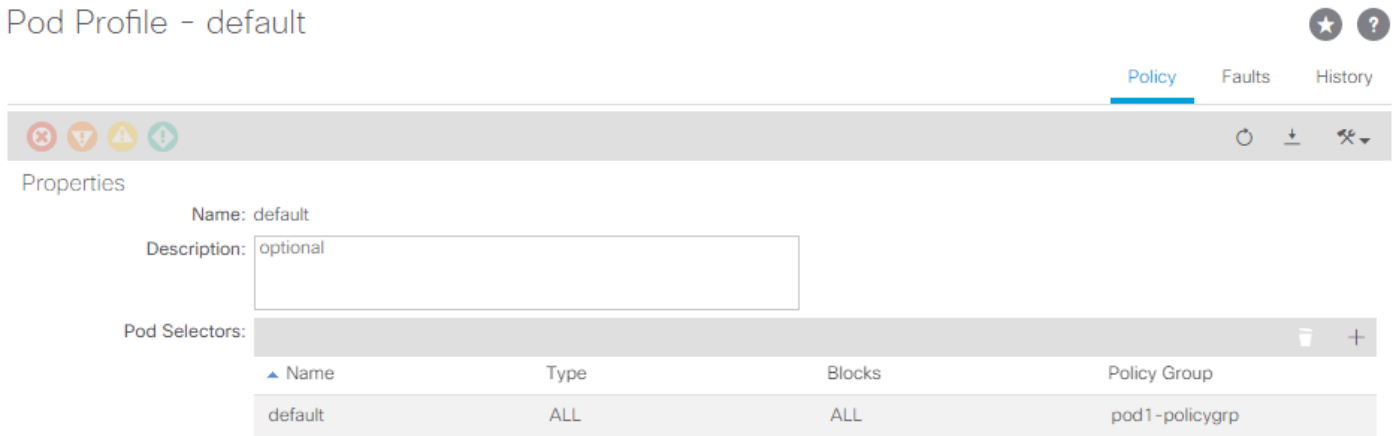 Pod Profile - default
?
Policy Faults History
Properties
Name: default
Description: optional
Pod Selectors:
Name Type Blocks Policy Group
default ALL ALL pod1-policygrp